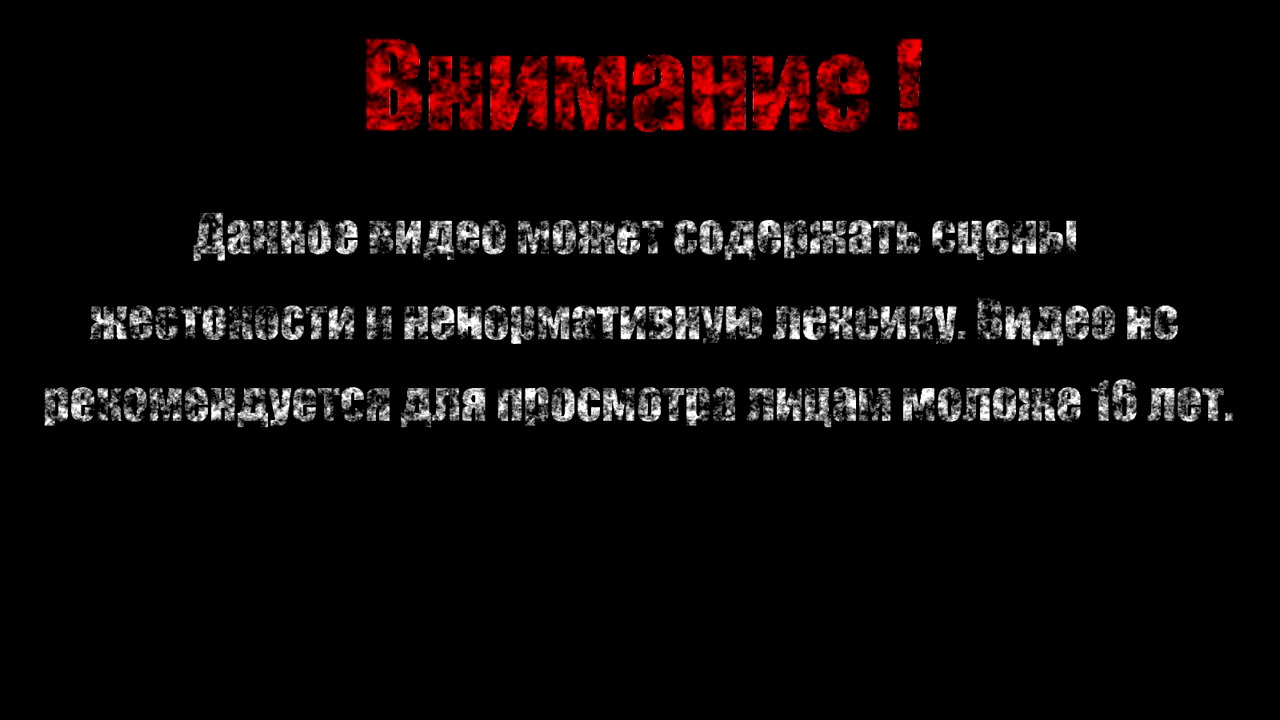 Внимание !
Данное видео может содержать сцены
жестокости и ненормативную лексику. Видео не
рекомендуется для просмотра лицам моложе 16 лет.